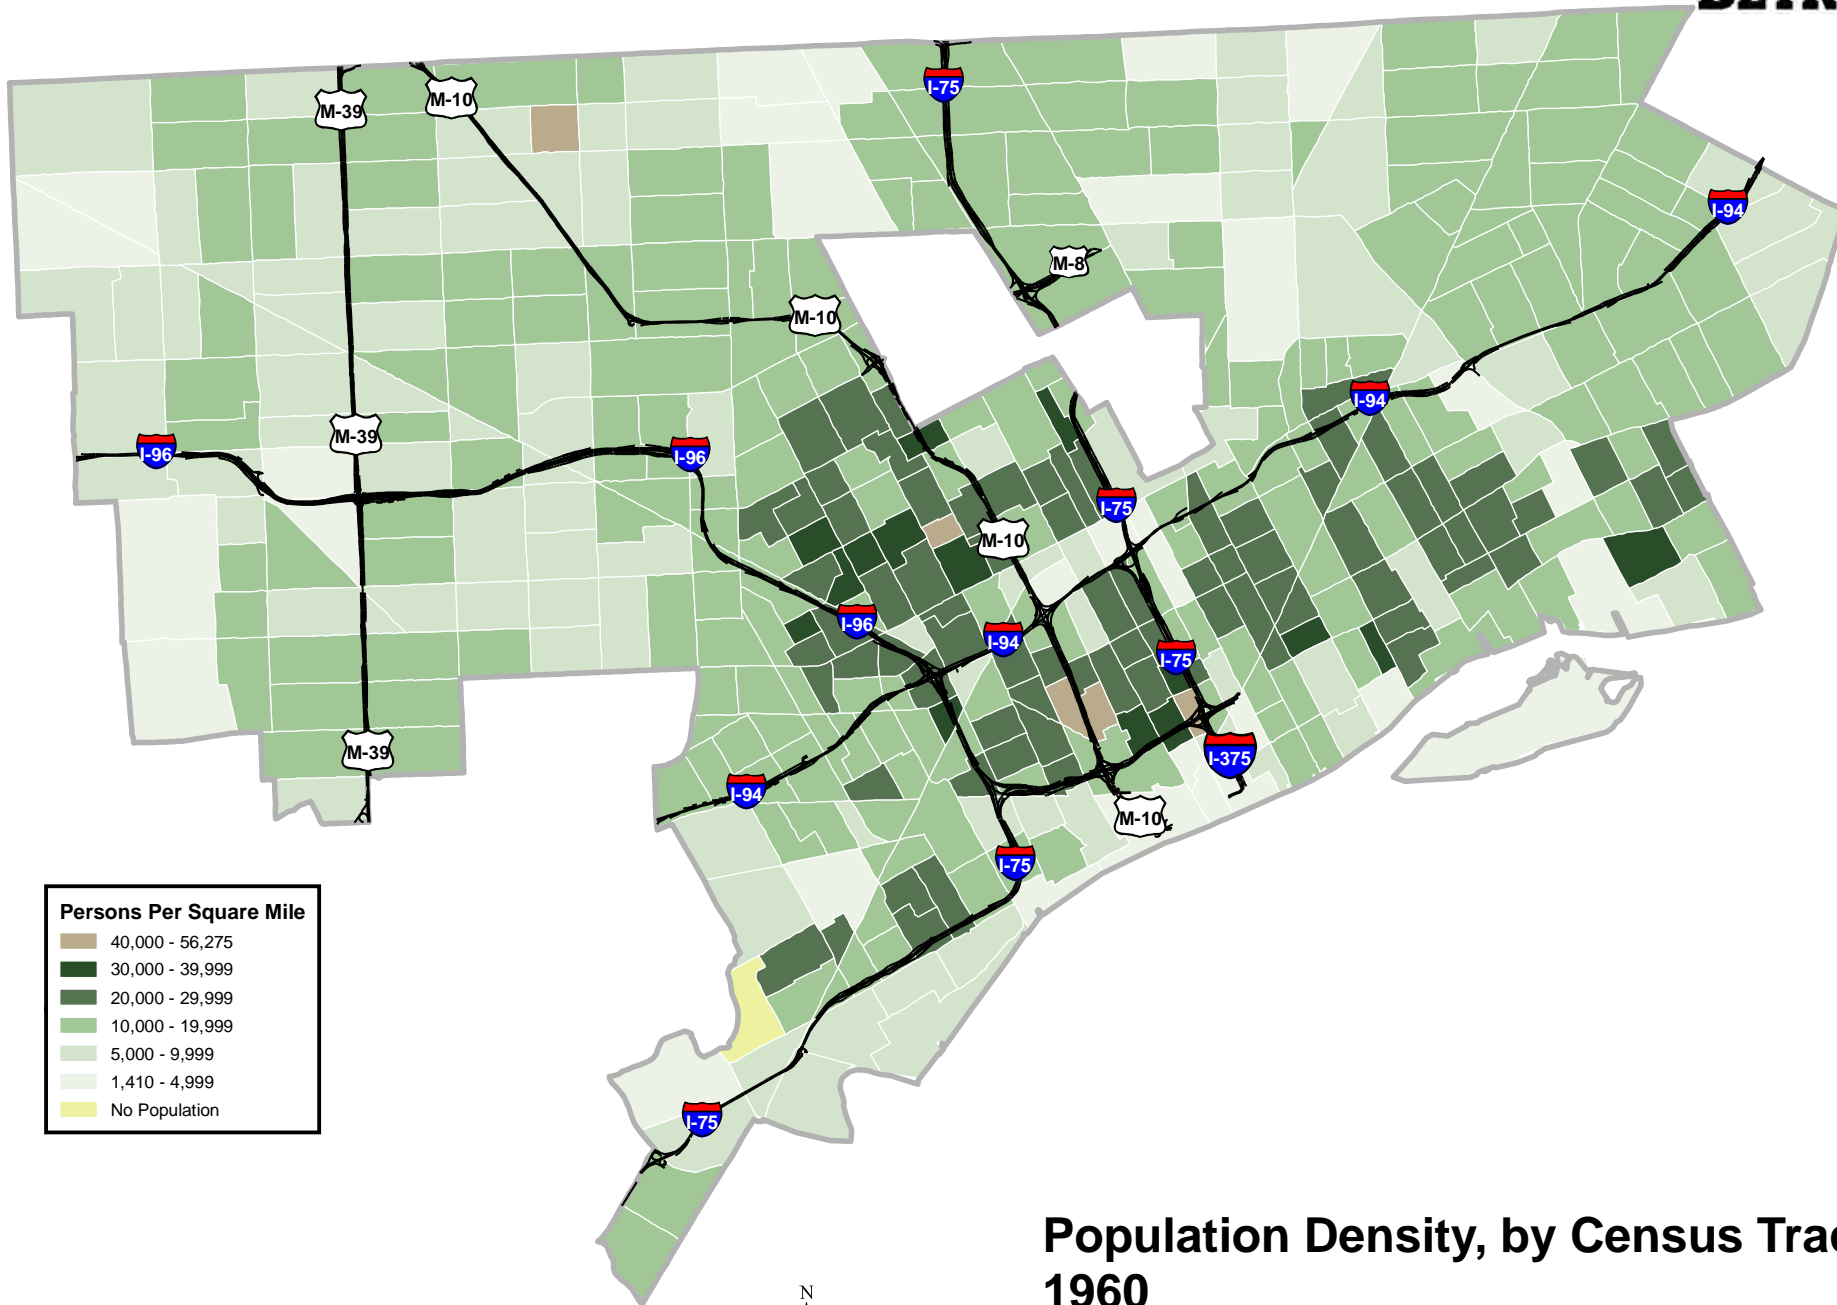 M-39
M-10
I-75
I-94
M-8
M-10
I-94
M-39
I-96
I-96
I-75
M-10
I-96
I-94
I-75
M-39
I-375
I-94
M-10
I-75
Persons Per Square Mile
40,000 - 56,275
30,000 - 39,999
20,000 - 29,999
10,000 - 19,999
5,000 - 9,999
1,410 - 4,999
No Population
I-75
Population Density, by Census Trac
1960
N